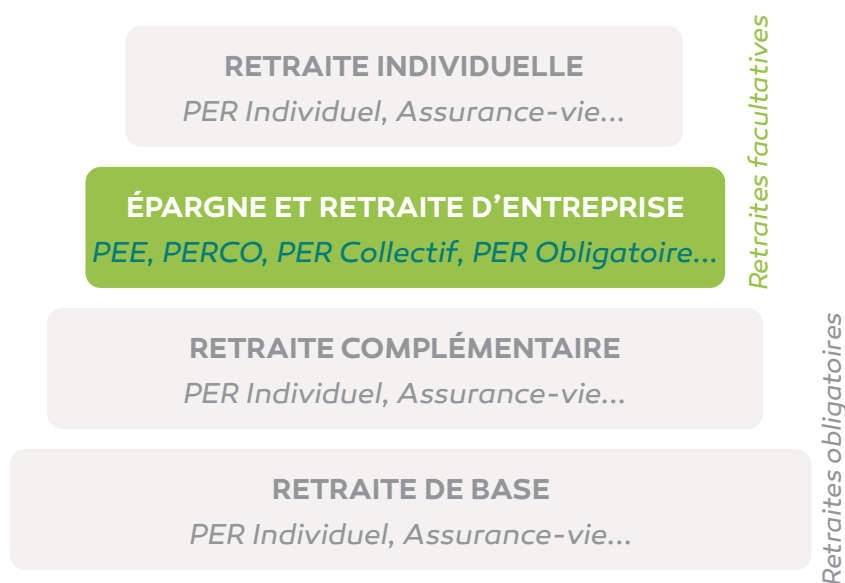 RETRAITE INDIVIDUELLE
PER Individuel, Assurance-vie...
ÉPARGNE ET RETRAITE D’ENTREPRISE
PEE, PERCO, PER Collectif, PER Obligatoire...
Retraites facultatives
RETRAITE COMPLÉMENTAIRE
PER Individuel, Assurance-vie...
RETRAITE DE BASE
PER Individuel, Assurance-vie...
Retraites obligatoires